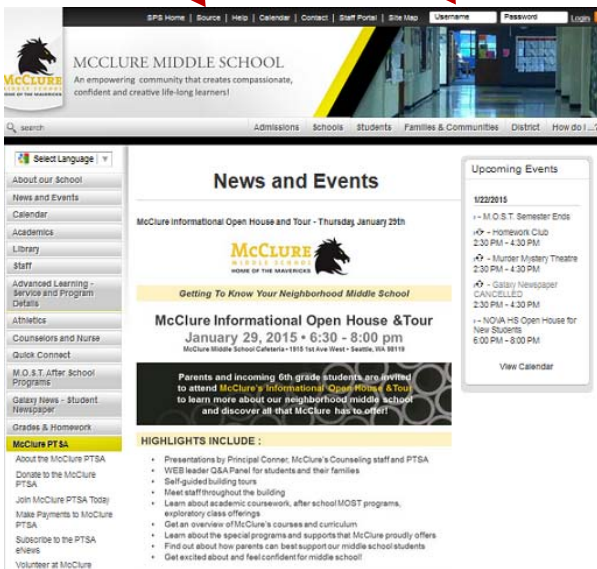 SPS Home | Source | Help | Calendar | Contact | Staff Portal | Site Map Username Password Login
McCLURE
MIDDLE SCHOOL
HOME OF THE MAVERICKS
MCCLURE MIDDLE SCHOOL
An empowering community that creates compassionate,
confident and creative life-long learners!
search
Admissions Schools Students Families & Communities District How do I ...?
Select Language
About our School
News and Events
Calendar
Academics
Library
Staff
Advanced Learning -
Service and Program
Details
Athletics
Counselors and Nurse
Quick Connect
M.O.S.T. After School
Programs
Galaxy News - Student
Newspaper
Grades & Homework
McClure PTSA
About the McClure PTSA
Donate to the McClure
PTSA
Join McClure PTSA Today
Make Payments to McClure
PTSA
Subscribe to the PTSA
eNews
Volunteer at McClure
News and Events
McClure Informational Open House and Tour - Thursday, January 29th
McCLURE
MIDDLE SCHOOL
HOME OF THE MAVERICKS
Getting To Know Your Neighborhood Middle School
McClure Informational Open House &Tour
January 29, 2015 • 6:30 - 8:00 pm
McClure Middle School Cafeteria • 1915 1st Ave West • Seattle, WA 98119
Parents and incoming 6th grade students are invited
to attend McClure's Informational Open House &Tour
to learn more about our neighborhood middle school
and discover all that McClure has to offer!
HIGHLIGHTS INCLUDE :
• Presentations by Principal Conner, McClure's Counseling staff and PTSA
• WEB leader Q&A Panel for students and their families
• Self-guided building tours
• Meet staff throughout the building
• Learn about academic coursework, after school MOST programs,
exploratory class offerings
• Get an overview of McClure's courses and curriculum
• Learn about the special programs and supports that McClure proudly offers
• Find out about how parents can best support our middle school students
• Get excited about and feel confident for middle school!
Upcoming Events
1/22/2015
- M.O.S.T. Semester Ends
- Homework Club
2:30 PM - 4:30 PM
- Murder Mystery Theatre
2:30 PM - 4:30 PM
- Galaxy Newspaper
CANCELLED
2:30 PM - 4:30 PM
- NOVA HS Open House for
New Students
6:00 PM - 8:00 PM
View Calendar